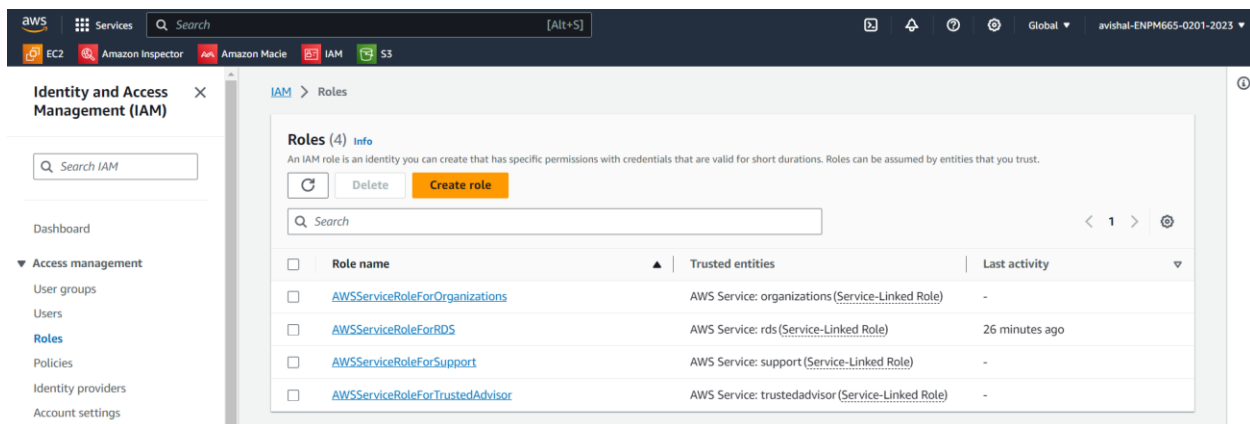 aws Services Search [Alt+S] Global ▼ avishal-ENPM665-0201-2023 ▼
EC2 Amazon Inspector Amazon Macie IAM S3
Identity and Access Management (IAM)
Search IAM
Dashboard
▼ Access management
User groups
Users
Roles
Policies
Identity providers
Account settings
IAM > Roles
Roles (4) Info
An IAM role is an identity you can create that has specific permissions with credentials that are valid for short durations. Roles can be assumed by entities that you trust.
Delete Create role
Search < 1 >
Role name ▲ Trusted entities Last activity ▽
AWSServiceRoleForOrganizations AWS Service: organizations (Service-Linked Role) -
AWSServiceRoleForRDS AWS Service: rds (Service-Linked Role) 26 minutes ago
AWSServiceRoleForSupport AWS Service: support (Service-Linked Role) -
AWSServiceRoleForTrustedAdvisor AWS Service: trustedadvisor (Service-Linked Role) -